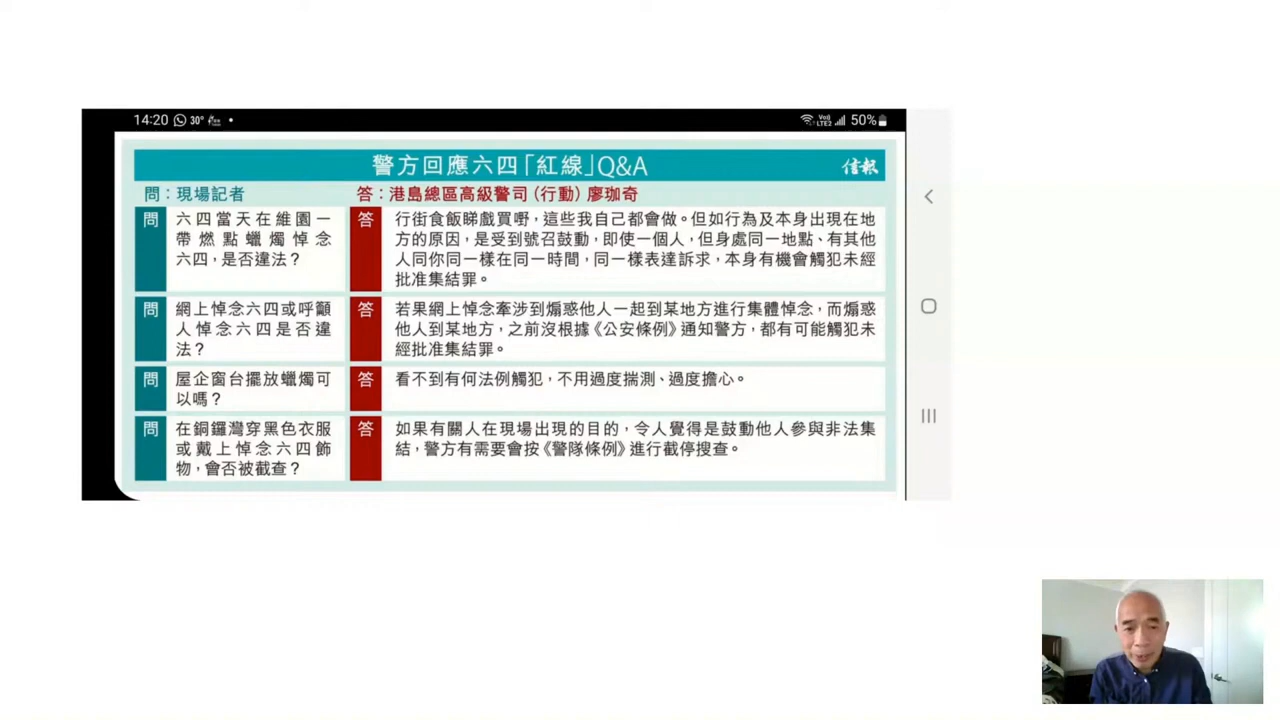 14:20 30°
VoJ LTE2 50%
警方回應六四「紅線」Q&A
信報
問：現場記者
答：港島總區高級警司（行動）廖珈奇
問
六四當天在維園一
帶燃點蠟燭悼念
六四，是否違法？
答
行街食飯睇戲買嘢，這些我自己都會做。但如行為及本身出現在地
方的原因，是受到號召鼓動，即使一個人，但身處同一地點、有其他
人同你同一樣在同一時間，同一樣表達訴求，本身有機會觸犯未經
批准集結罪。
問
網上悼念六四或呼籲
人悼念六四是否違
法？
答
若果網上悼念牽涉到煽惑他人一起到某地方進行集體悼念，而煽惑
他人到某地方，之前沒根據《公安條例》通知警方，都有可能觸犯未
經批准集結罪。
問
屋企窗台擺放蠟燭可
以嗎？
答
看不到有何法例觸犯，不用過度揣測、過度擔心。
問
在銅鑼灣穿黑色衣服
或戴上悼念六四飾
物，會否被截查？
答
如果有關人在現場出現的目的，令人覺得是鼓動他人參與非法集
結，警方有需要會按《警隊條例》進行截停搜查。